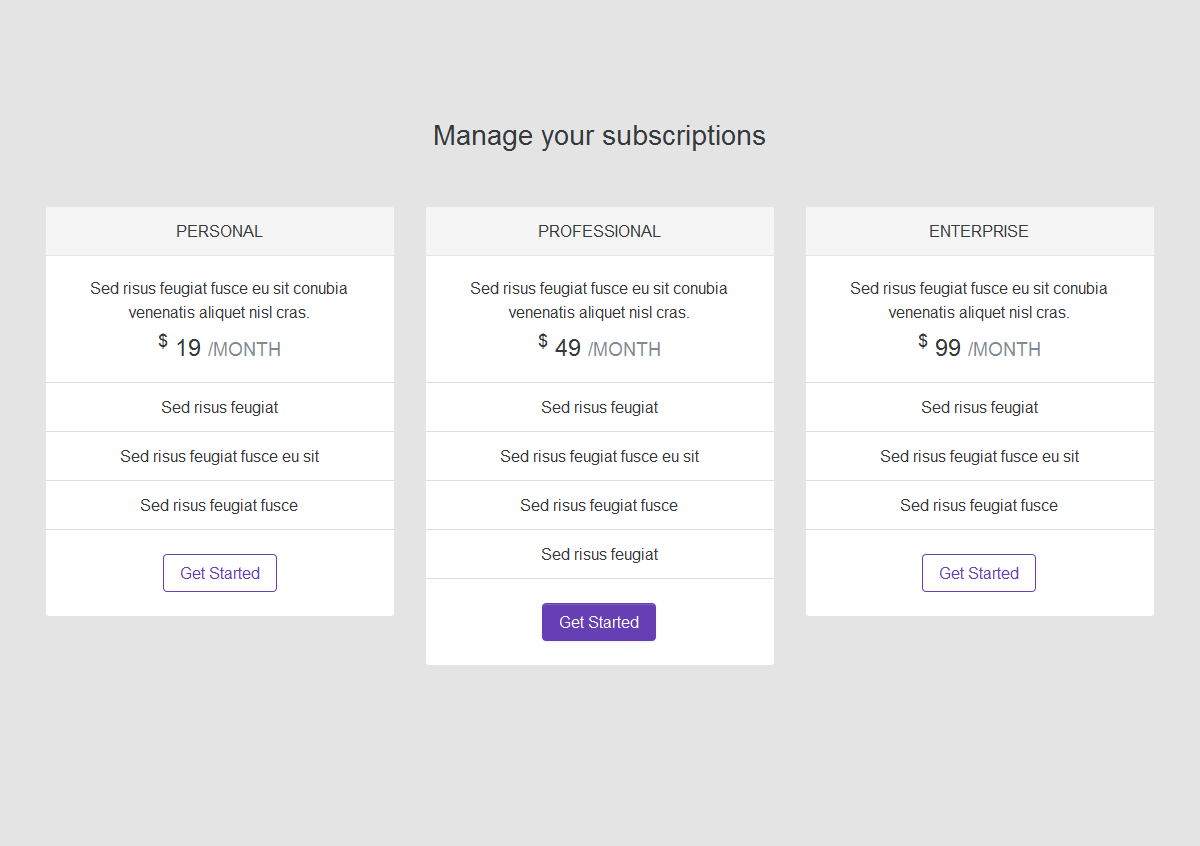 Manage your subscriptions
PERSONAL
Sed risus feugiat fusce eu sit conubia
venenatis aliquet nisl cras.
$ 19 /MONTH
Sed risus feugiat
Sed risus feugiat fusce eu sit
Sed risus feugiat fusce
Get Started
PROFESSIONAL
Sed risus feugiat fusce eu sit conubia
venenatis aliquet nisl cras.
$ 49 /MONTH
Sed risus feugiat
Sed risus feugiat fusce eu sit
Sed risus feugiat fusce
Sed risus feugiat
Get Started
ENTERPRISE
Sed risus feugiat fusce eu sit conubia
venenatis aliquet nisl cras.
$ 99 /MONTH
Sed risus feugiat
Sed risus feugiat fusce eu sit
Sed risus feugiat fusce
Get Started